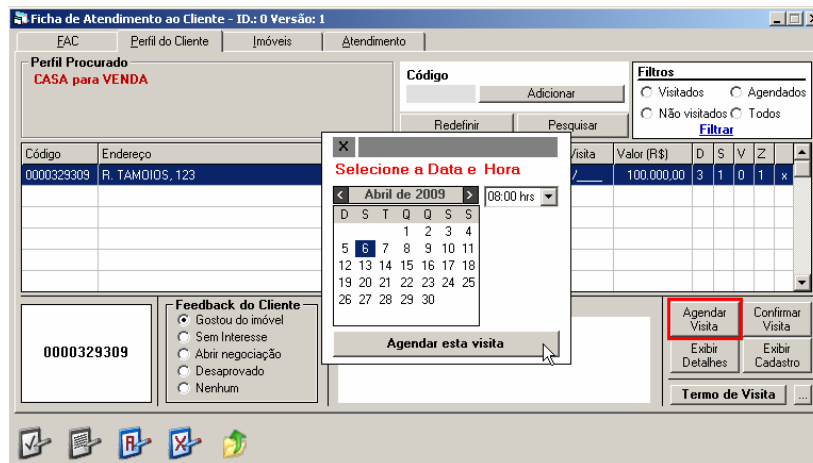 Ficha de Atendimento ao Cliente - ID.: 0 Versão: 1
FAC
Perfil do Cliente
Imóveis
Atendimento
Perfil Procurado
CASA para VENDA
Código
Adicionar
Redefinir
Pesquisar
Filtros
Visitados
Agendados
Não visitados
Todos
Filtrar
Código Endereço Visita Valor (R$) D S V Z
0000329309 R. TAMOIOS, 123 /___ 100.000,00 3 1 0 1 x
X
Selecione a Data e Hora
< Abril de 2009 >
08:00 hrs
D S T Q Q S S
1 2 3 4
5 6 7 8 9 10 11
12 13 14 15 16 17 18
19 20 21 22 23 24 25
26 27 28 29 30
Agendar esta visita
0000329309
Feedback do Cliente
Gostou do imóvel
Sem Interesse
Abrir negociação
Desaprovado
Nenhum
Agendar
Visita
Confirmar
Visita
Exibir
Detalhes
Exibir
Cadastro
Termo de Visita
...
R
X